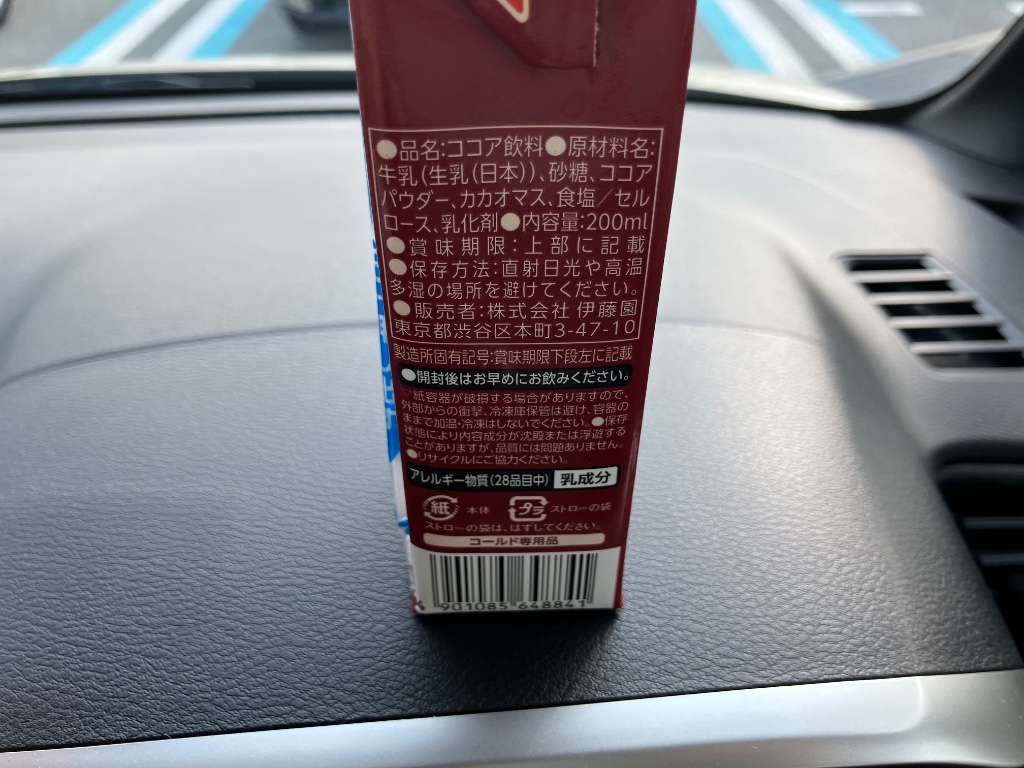 ●品名:ココア飲料●原材料名:
牛乳(生乳(日本))、砂糖、ココア
パウダー、カカオマス、食塩／セル
ロース、乳化剤●内容量:200ml
●賞味期限:上部に記載
●保存方法:直射日光や高温
多湿の場所を避けてください。
●販売者:株式会社 伊藤園
東京都渋谷区本町3-47-10
製造所固有記号:賞味期限下段左に記載
●開封後はお早めにお飲みください。
紙容器が破損する場合がありますので、
外部からの衝撃、冷凍庫保管は避け、容器の
まま加温・冷凍はしないでください。●保存
状態により内容成分が沈殿または浮遊する
ことがありますが、品質には問題ありません。
●リサイクルにご協力ください。
アレルギー物質(28品目中) 乳成分
紙 本体 プラ ストローの袋
ストローの袋は、はずしてください。
コールド専用品
901085 648841